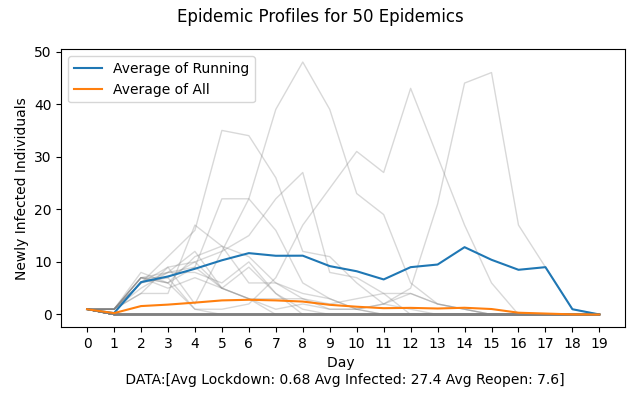 Epidemic Profiles for 50 Epidemics
50
40
30
20
10
0
Newly Infected Individuals
Average of Running
Average of All
0 1 2 3 4 5 6 7 8 9 10 11 12 13 14 15 16 17 18 19
Day
DATA:[Avg Lockdown: 0.68 Avg Infected: 27.4 Avg Reopen: 7.6]